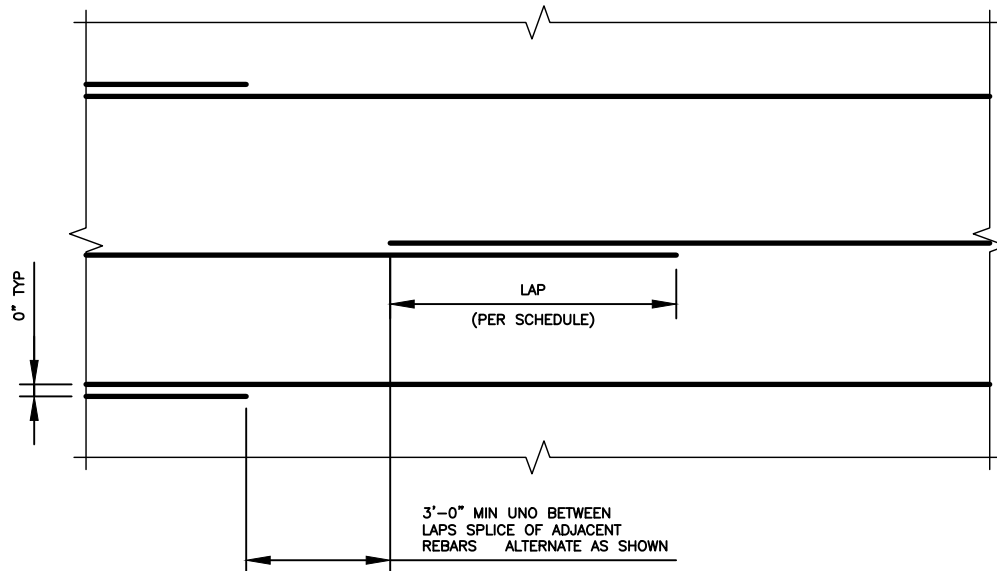 LAP
(PER SCHEDULE)
0" TYP
3'-0" MIN UNO BETWEEN
LAPS SPLICE OF ADJACENT
REBARS ALTERNATE AS SHOWN